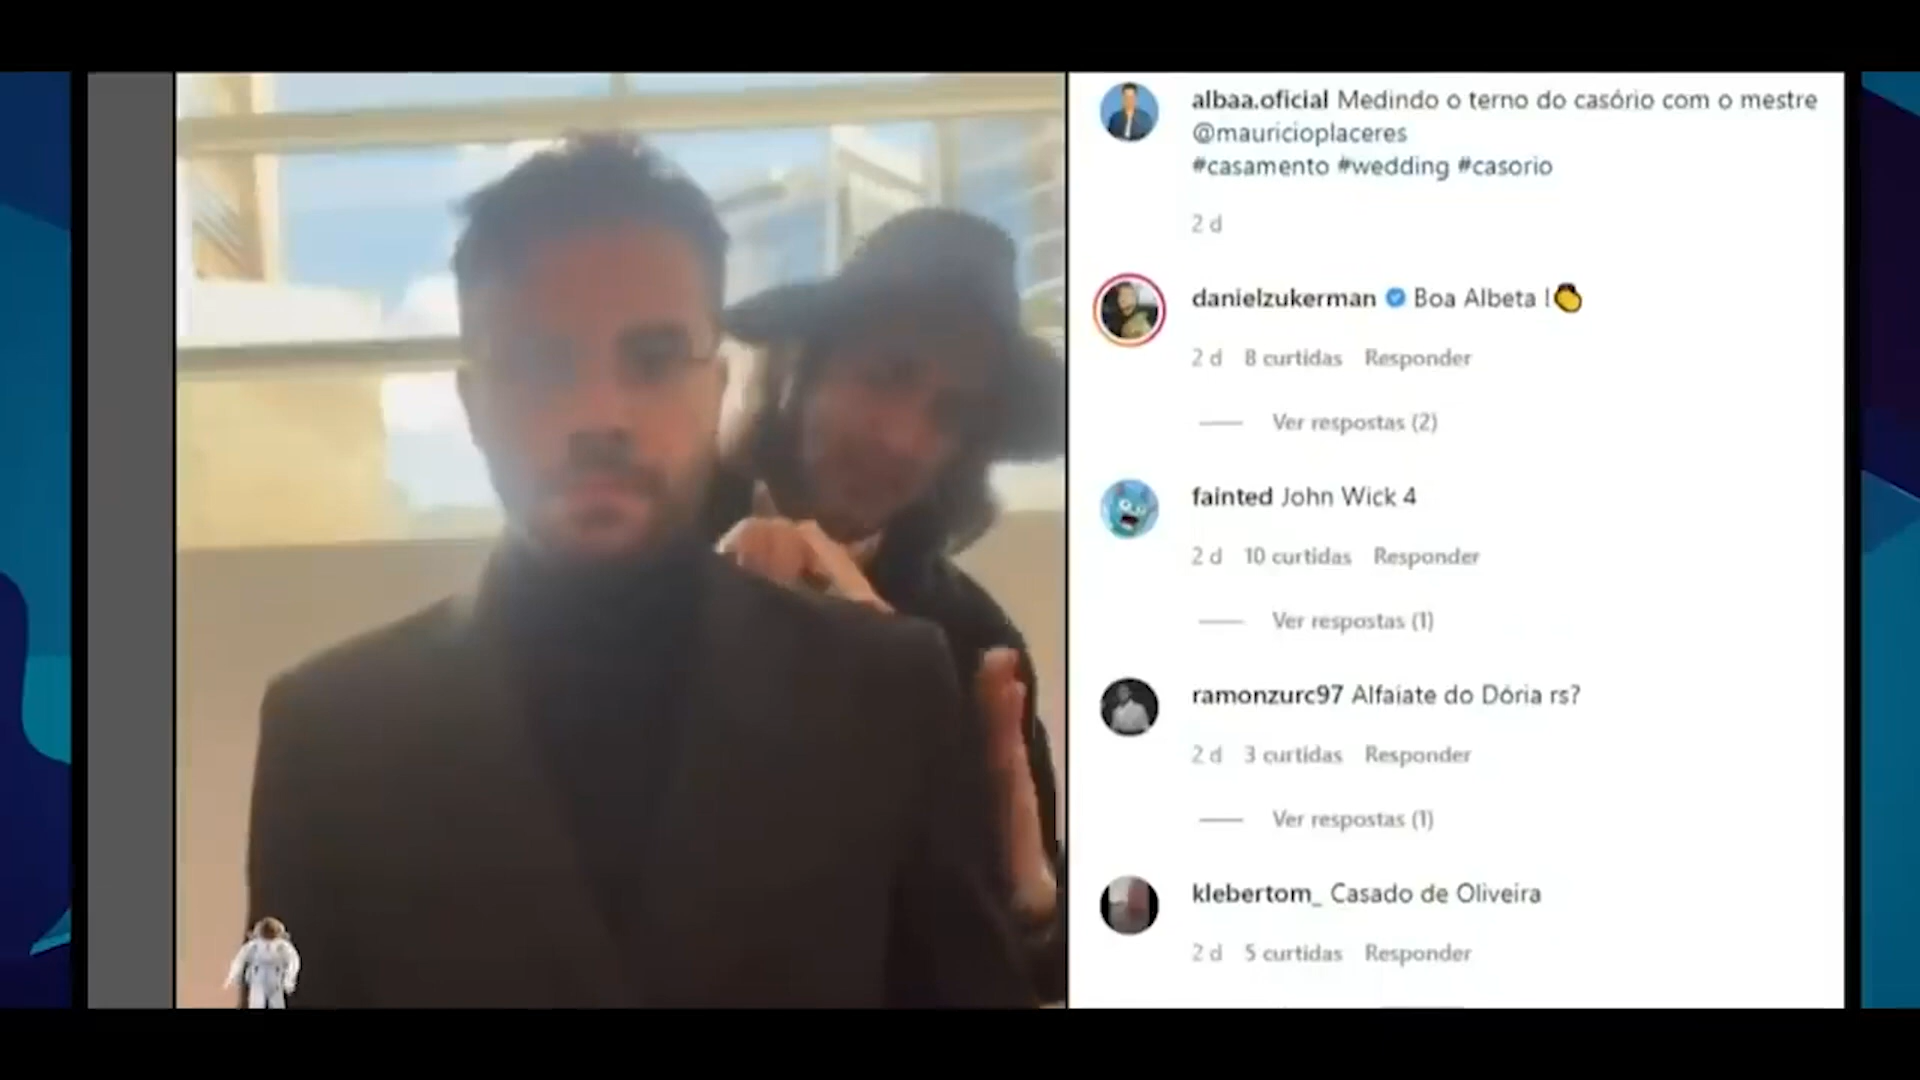 albaa.oficial Medindo o terno do casório com o mestre
@mauricioplaceres
#casamento #wedding #casorio
2 d
danielzukerman Boa Albeta !
2 d 8 curtidas Responder
Ver respostas (2)
fainted John Wick 4
2 d 10 curtidas Responder
Ver respostas (1)
ramonzurc97 Alfaiate do Dória rs?
2 d 3 curtidas Responder
Ver respostas (1)
klebertom_ Casado de Oliveira
2 d 5 curtidas Responder